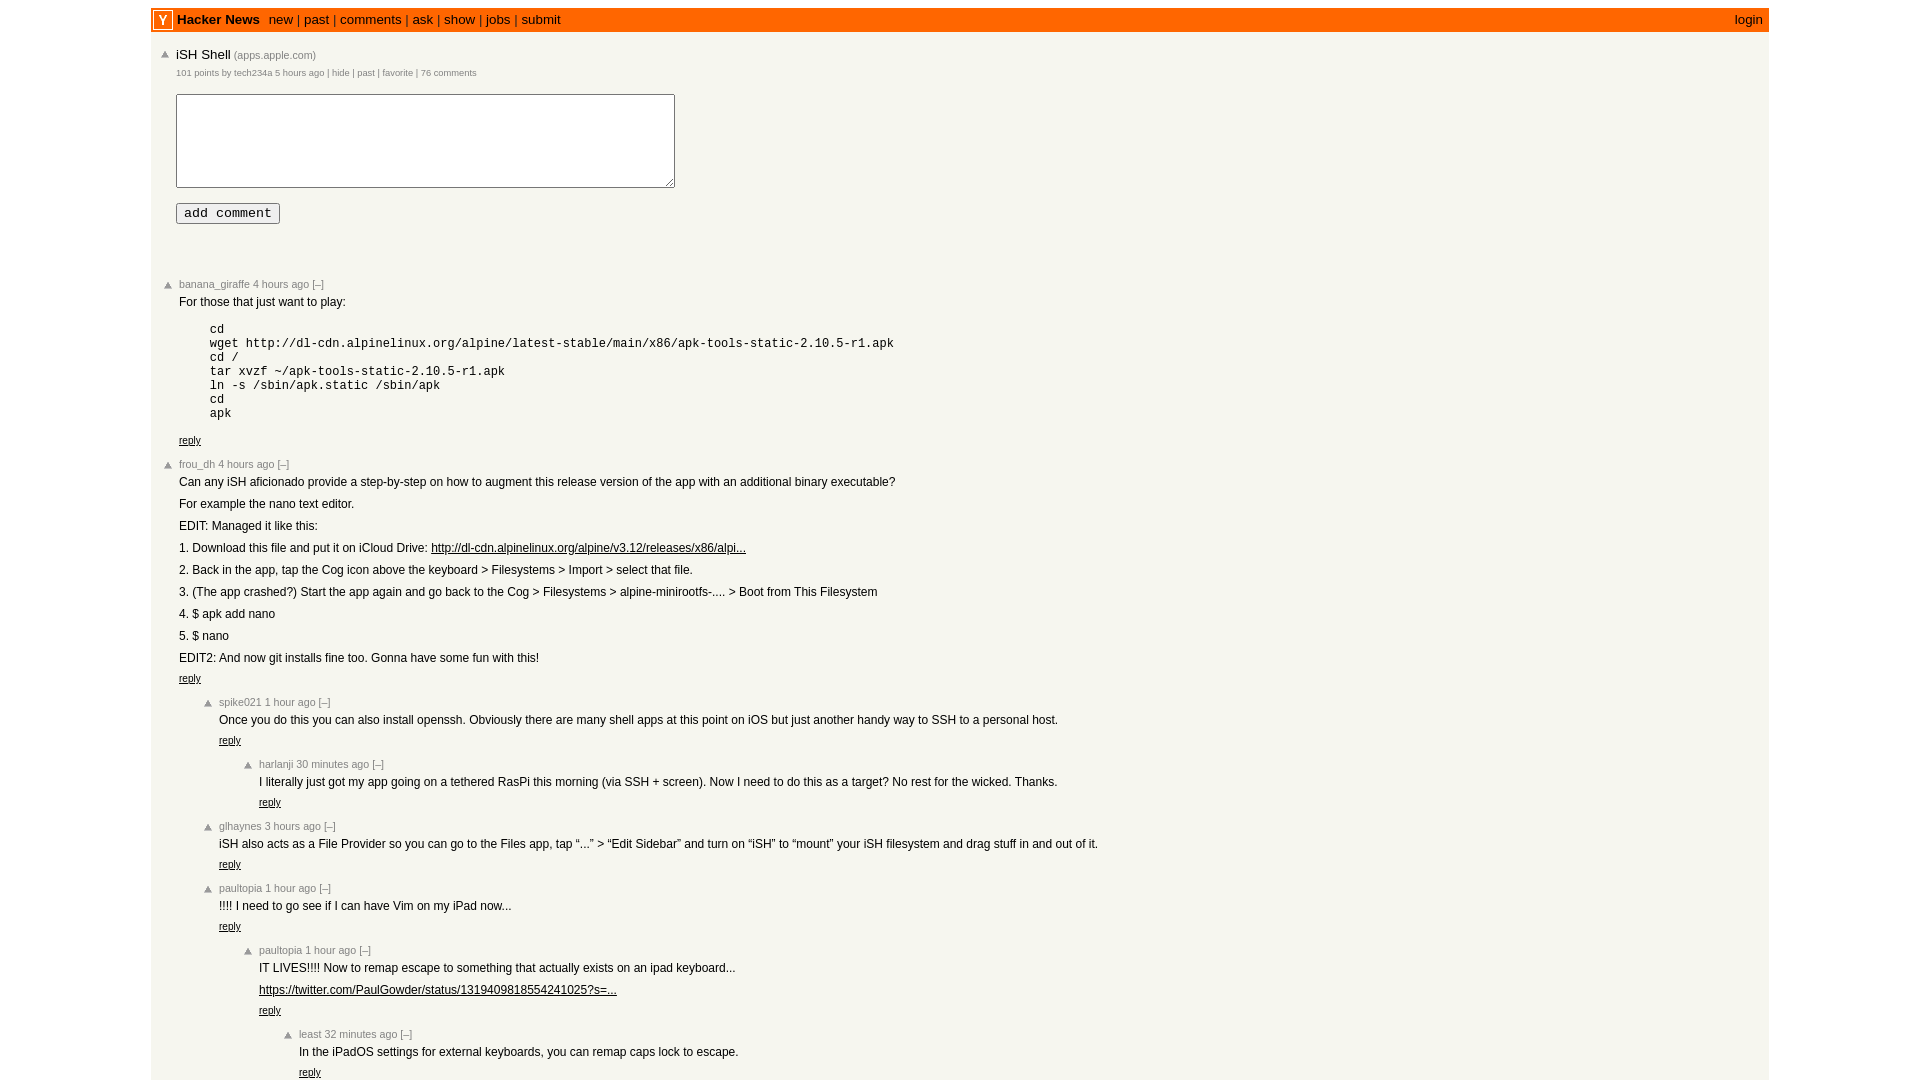 Y Hacker News new | past | comments | ask | show | jobs | submit login
iSH Shell (apps.apple.com)
101 points by tech234a 5 hours ago | hide | past | favorite | 76 comments
add comment
banana_giraffe 4 hours ago [–]
For those that just want to play:
cd
wget http://dl-cdn.alpinelinux.org/alpine/latest-stable/main/x86/apk-tools-static-2.10.5-r1.apk
cd /
tar xvzf ~/apk-tools-static-2.10.5-r1.apk
ln -s /sbin/apk.static /sbin/apk
cd
apk
reply
frou_dh 4 hours ago [–]
Can any iSH aficionado provide a step-by-step on how to augment this release version of the app with an additional binary executable?
For example the nano text editor.
EDIT: Managed it like this:
1. Download this file and put it on iCloud Drive: http://dl-cdn.alpinelinux.org/alpine/v3.12/releases/x86/alpi...
2. Back in the app, tap the Cog icon above the keyboard > Filesystems > Import > select that file.
3. (The app crashed?) Start the app again and go back to the Cog > Filesystems > alpine-minirootfs-.... > Boot from This Filesystem
4. $ apk add nano
5. $ nano
EDIT2: And now git installs fine too. Gonna have some fun with this!
reply
spike021 1 hour ago [–]
Once you do this you can also install openssh. Obviously there are many shell apps at this point on iOS but just another handy way to SSH to a personal host.
reply
harlanji 30 minutes ago [–]
I literally just got my app going on a tethered RasPi this morning (via SSH + screen). Now I need to do this as a target? No rest for the wicked. Thanks.
reply
glhaynes 3 hours ago [–]
iSH also acts as a File Provider so you can go to the Files app, tap “...” > “Edit Sidebar” and turn on “iSH” to “mount” your iSH filesystem and drag stuff in and out of it.
reply
paultopia 1 hour ago [–]
!!!! I need to go see if I can have Vim on my iPad now...
reply
paultopia 1 hour ago [–]
IT LIVES!!!! Now to remap escape to something that actually exists on an ipad keyboard...
https://twitter.com/PaulGowder/status/1319409818554241025?s=...
reply
least 32 minutes ago [–]
In the iPadOS settings for external keyboards, you can remap caps lock to escape.
reply